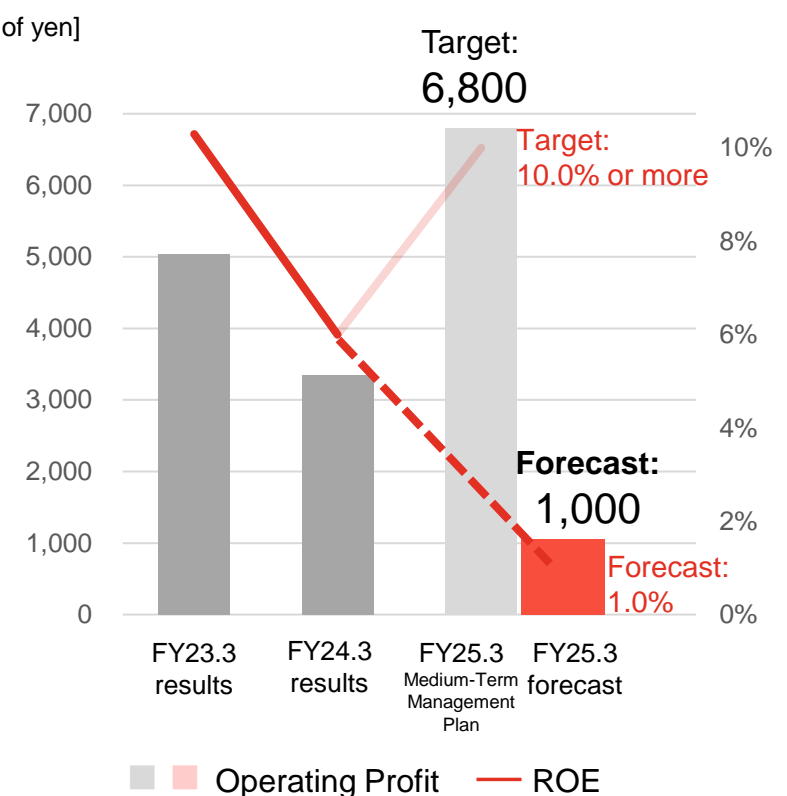 of yen]
Target:
6,800
7,000
6,000
5,000
4,000
3,000
2,000
1,000
0
Target:
10.0% or more
10%
8%
6%
4%
2%
0%
Forecast:
1,000
Forecast:
1.0%
FY23.3
results
FY24.3
results
FY25.3
Medium-Term
Management
Plan
FY25.3
forecast
Operating Profit
ROE